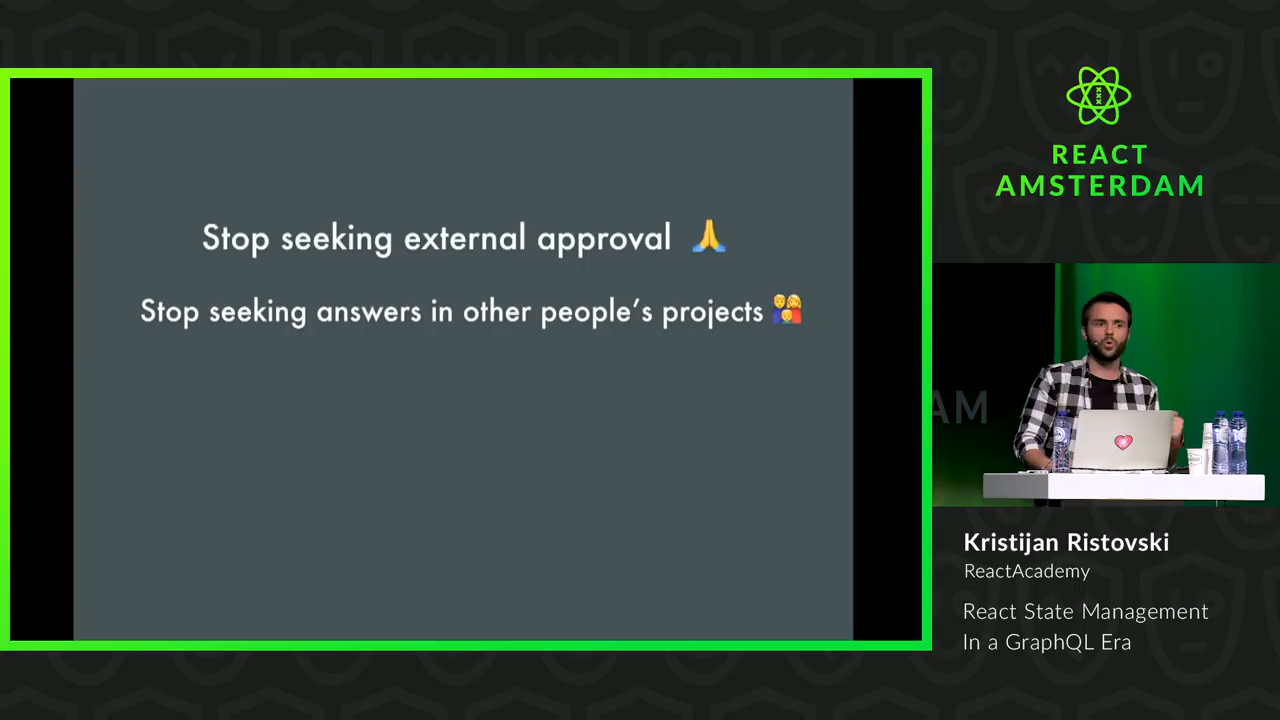 Stop seeking external approval 🙏
Stop seeking answers in other people's projects 👨‍👩‍👦
REACT
AMSTERDAM
AM
Kristijan Ristovski
ReactAcademy
React State Management
In a GraphQL Era